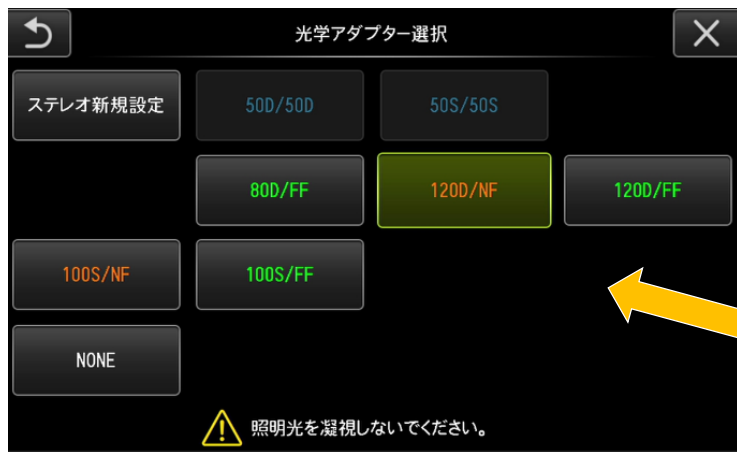 光学アダプター選択
ステレオ新規設定 50D/50D 50S/50S
80D/FF 120D/NF 120D/FF
100S/NF 100S/FF
NONE
照明光を凝視しないでください。